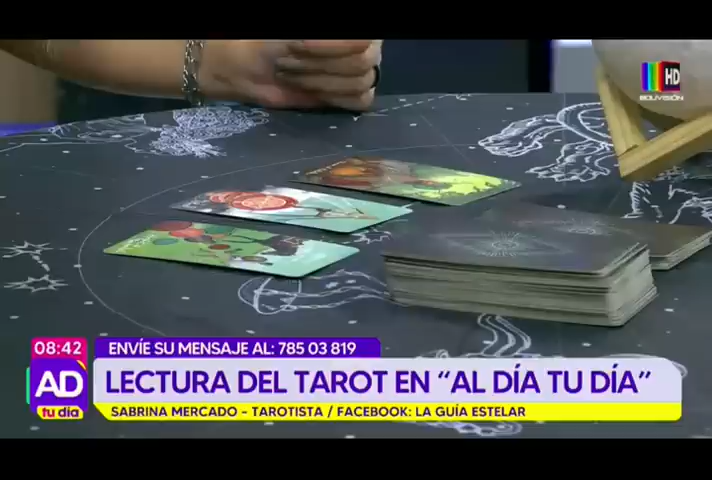 HD
BOLIVISIÓN
08:42
ENVÍE SU MENSAJE AL: 785 03 819
AD
tu día
LECTURA DEL TAROT EN “AL DÍA TU DÍA”
SABRINA MERCADO - TAROTISTA / FACEBOOK: LA GUÍA ESTELAR